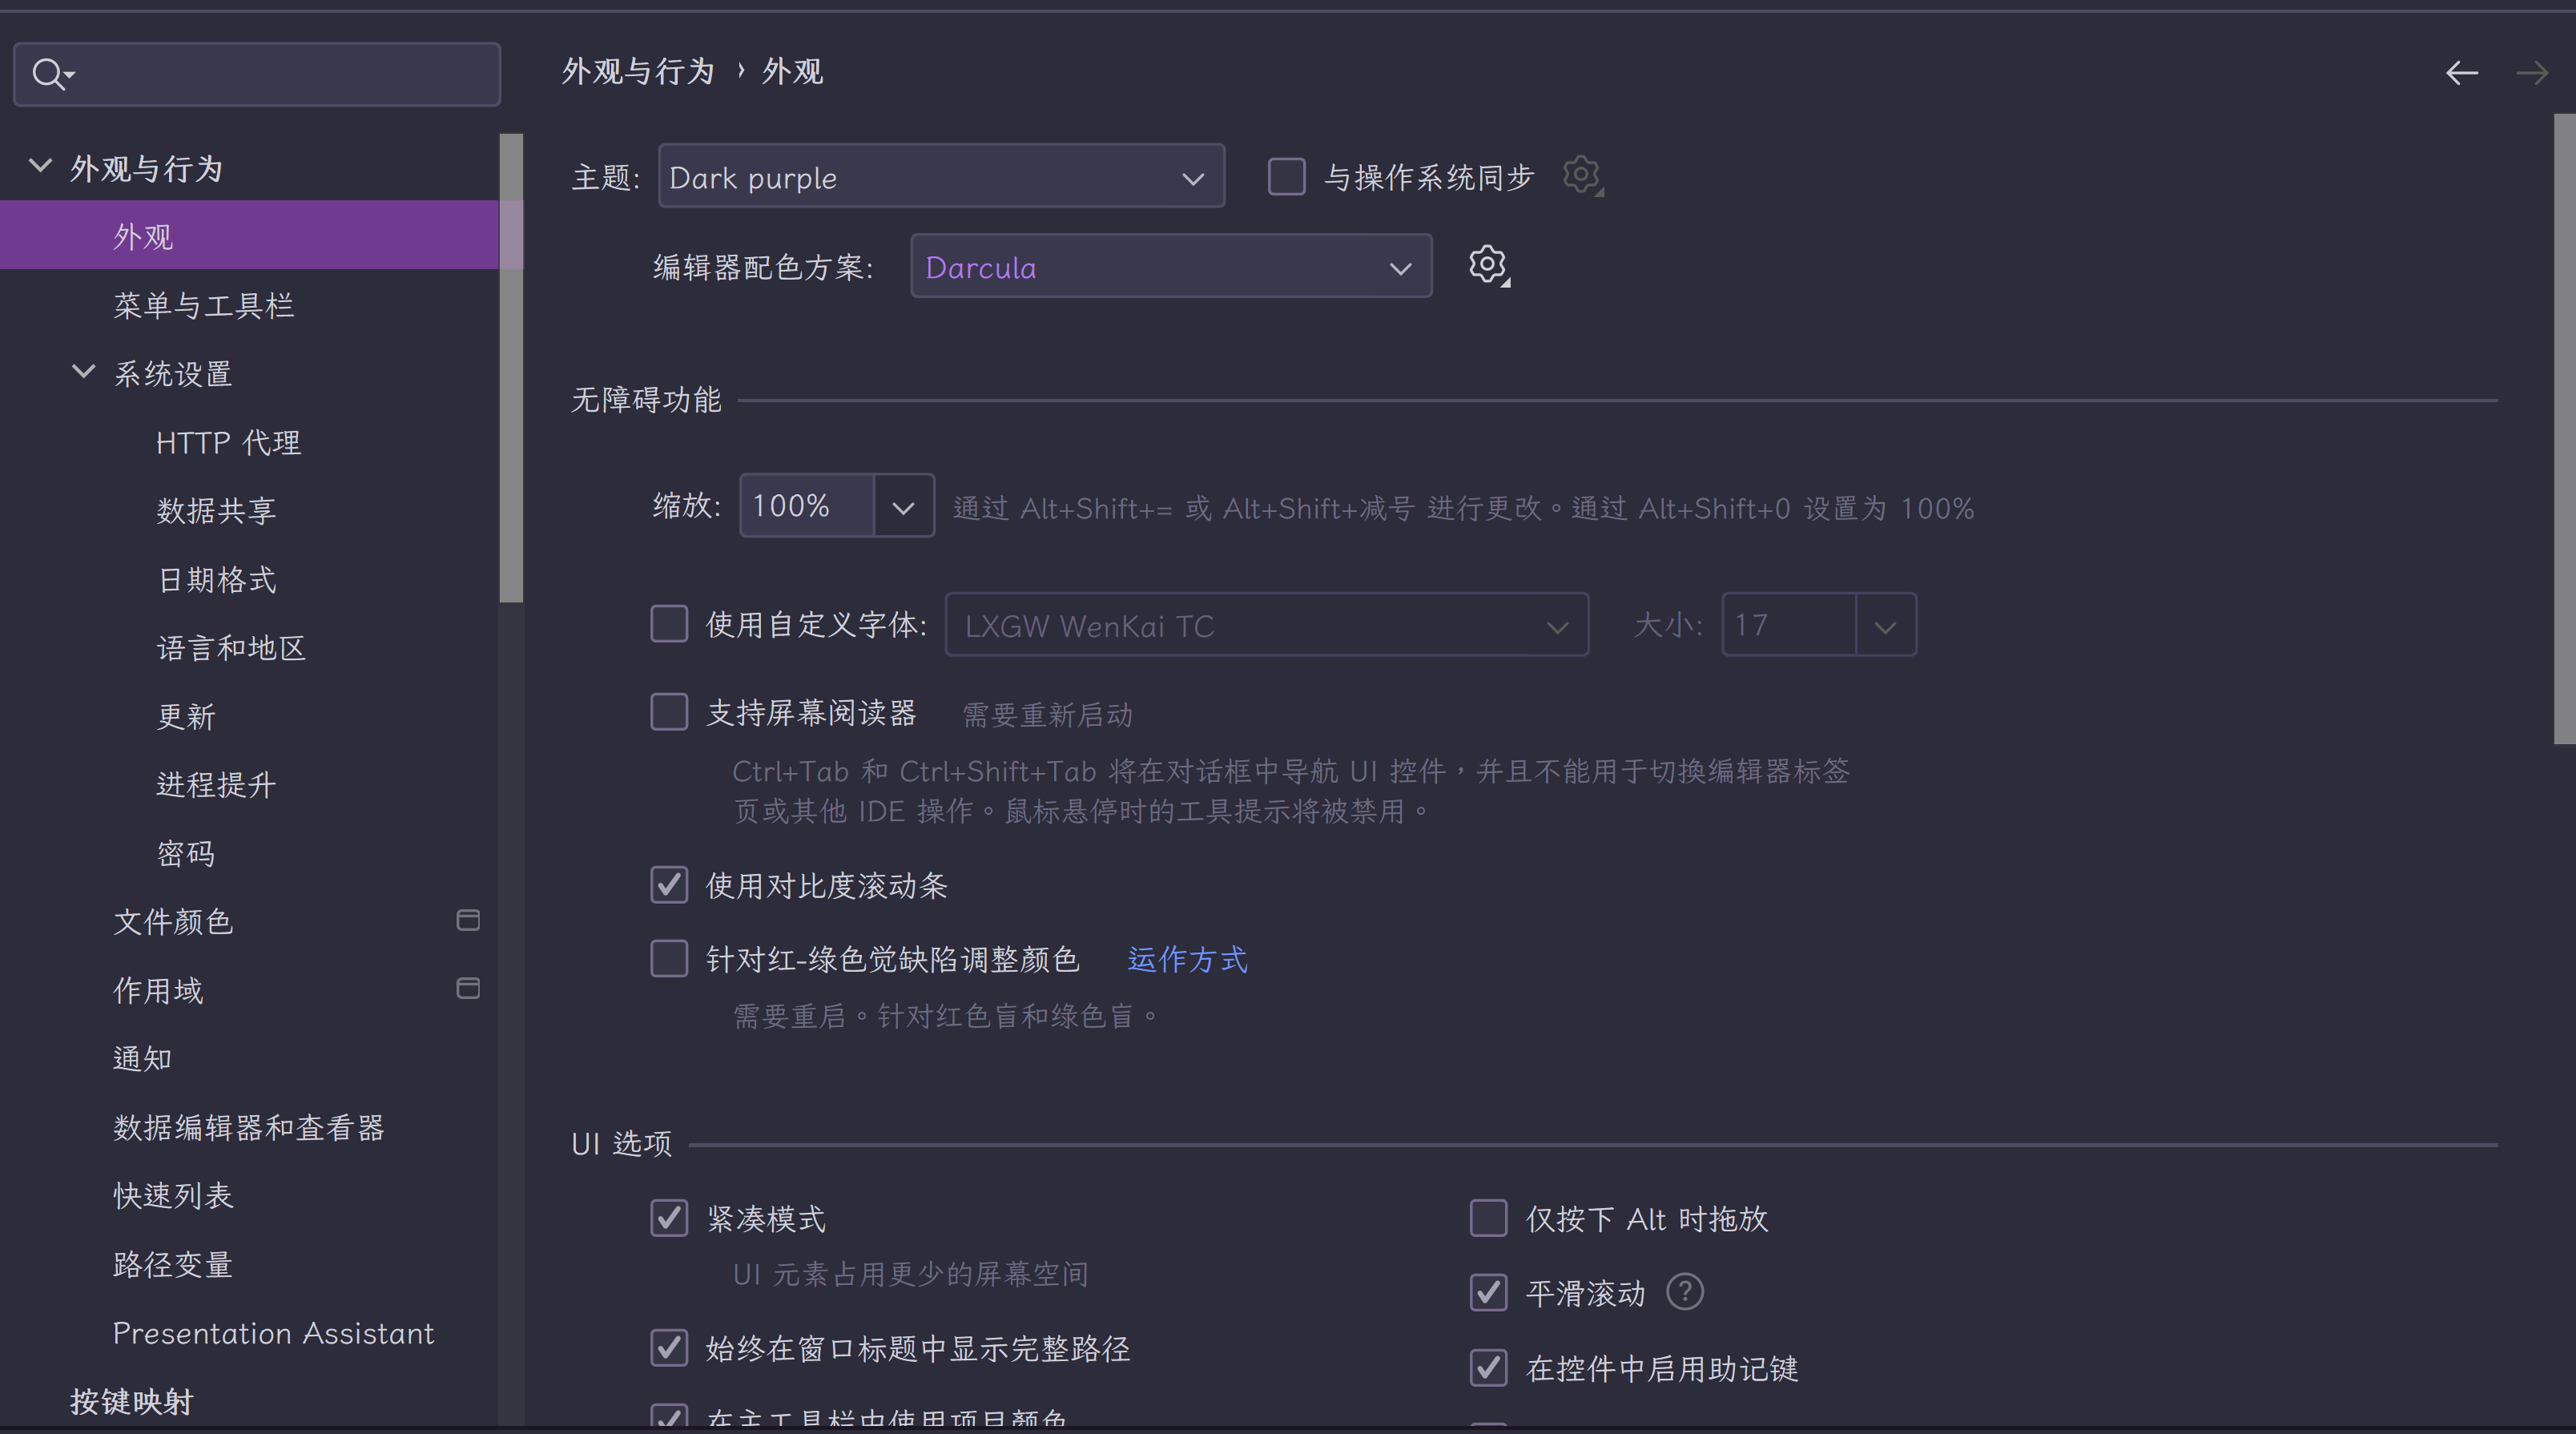 外观与行为
外观
菜单与工具栏
系统设置
HTTP 代理
数据共享
日期格式
语言和地区
更新
进程提升
密码
文件颜色
作用域
通知
数据编辑器和查看器
快速列表
路径变量
Presentation Assistant
按键映射
外观与行为 › 外观
主题: Dark purple 与操作系统同步
编辑器配色方案: Darcula
无障碍功能
缩放: 100% 通过 Alt+Shift+= 或 Alt+Shift+减号 进行更改。通过 Alt+Shift+0 设置为 100%
使用自定义字体: LXGW WenKai TC 大小: 17
支持屏幕阅读器 需要重新启动
Ctrl+Tab 和 Ctrl+Shift+Tab 将在对话框中导航 UI 控件，并且不能用于切换编辑器标签
页或其他 IDE 操作。鼠标悬停时的工具提示将被禁用。
使用对比度滚动条
针对红-绿色觉缺陷调整颜色 运作方式
需要重启。针对红色盲和绿色盲。
UI 选项
紧凑模式
UI 元素占用更少的屏幕空间
始终在窗口标题中显示完整路径
在主工具栏中使用项目颜色
仅按下 Alt 时拖放
平滑滚动 ?
在控件中启用助记键